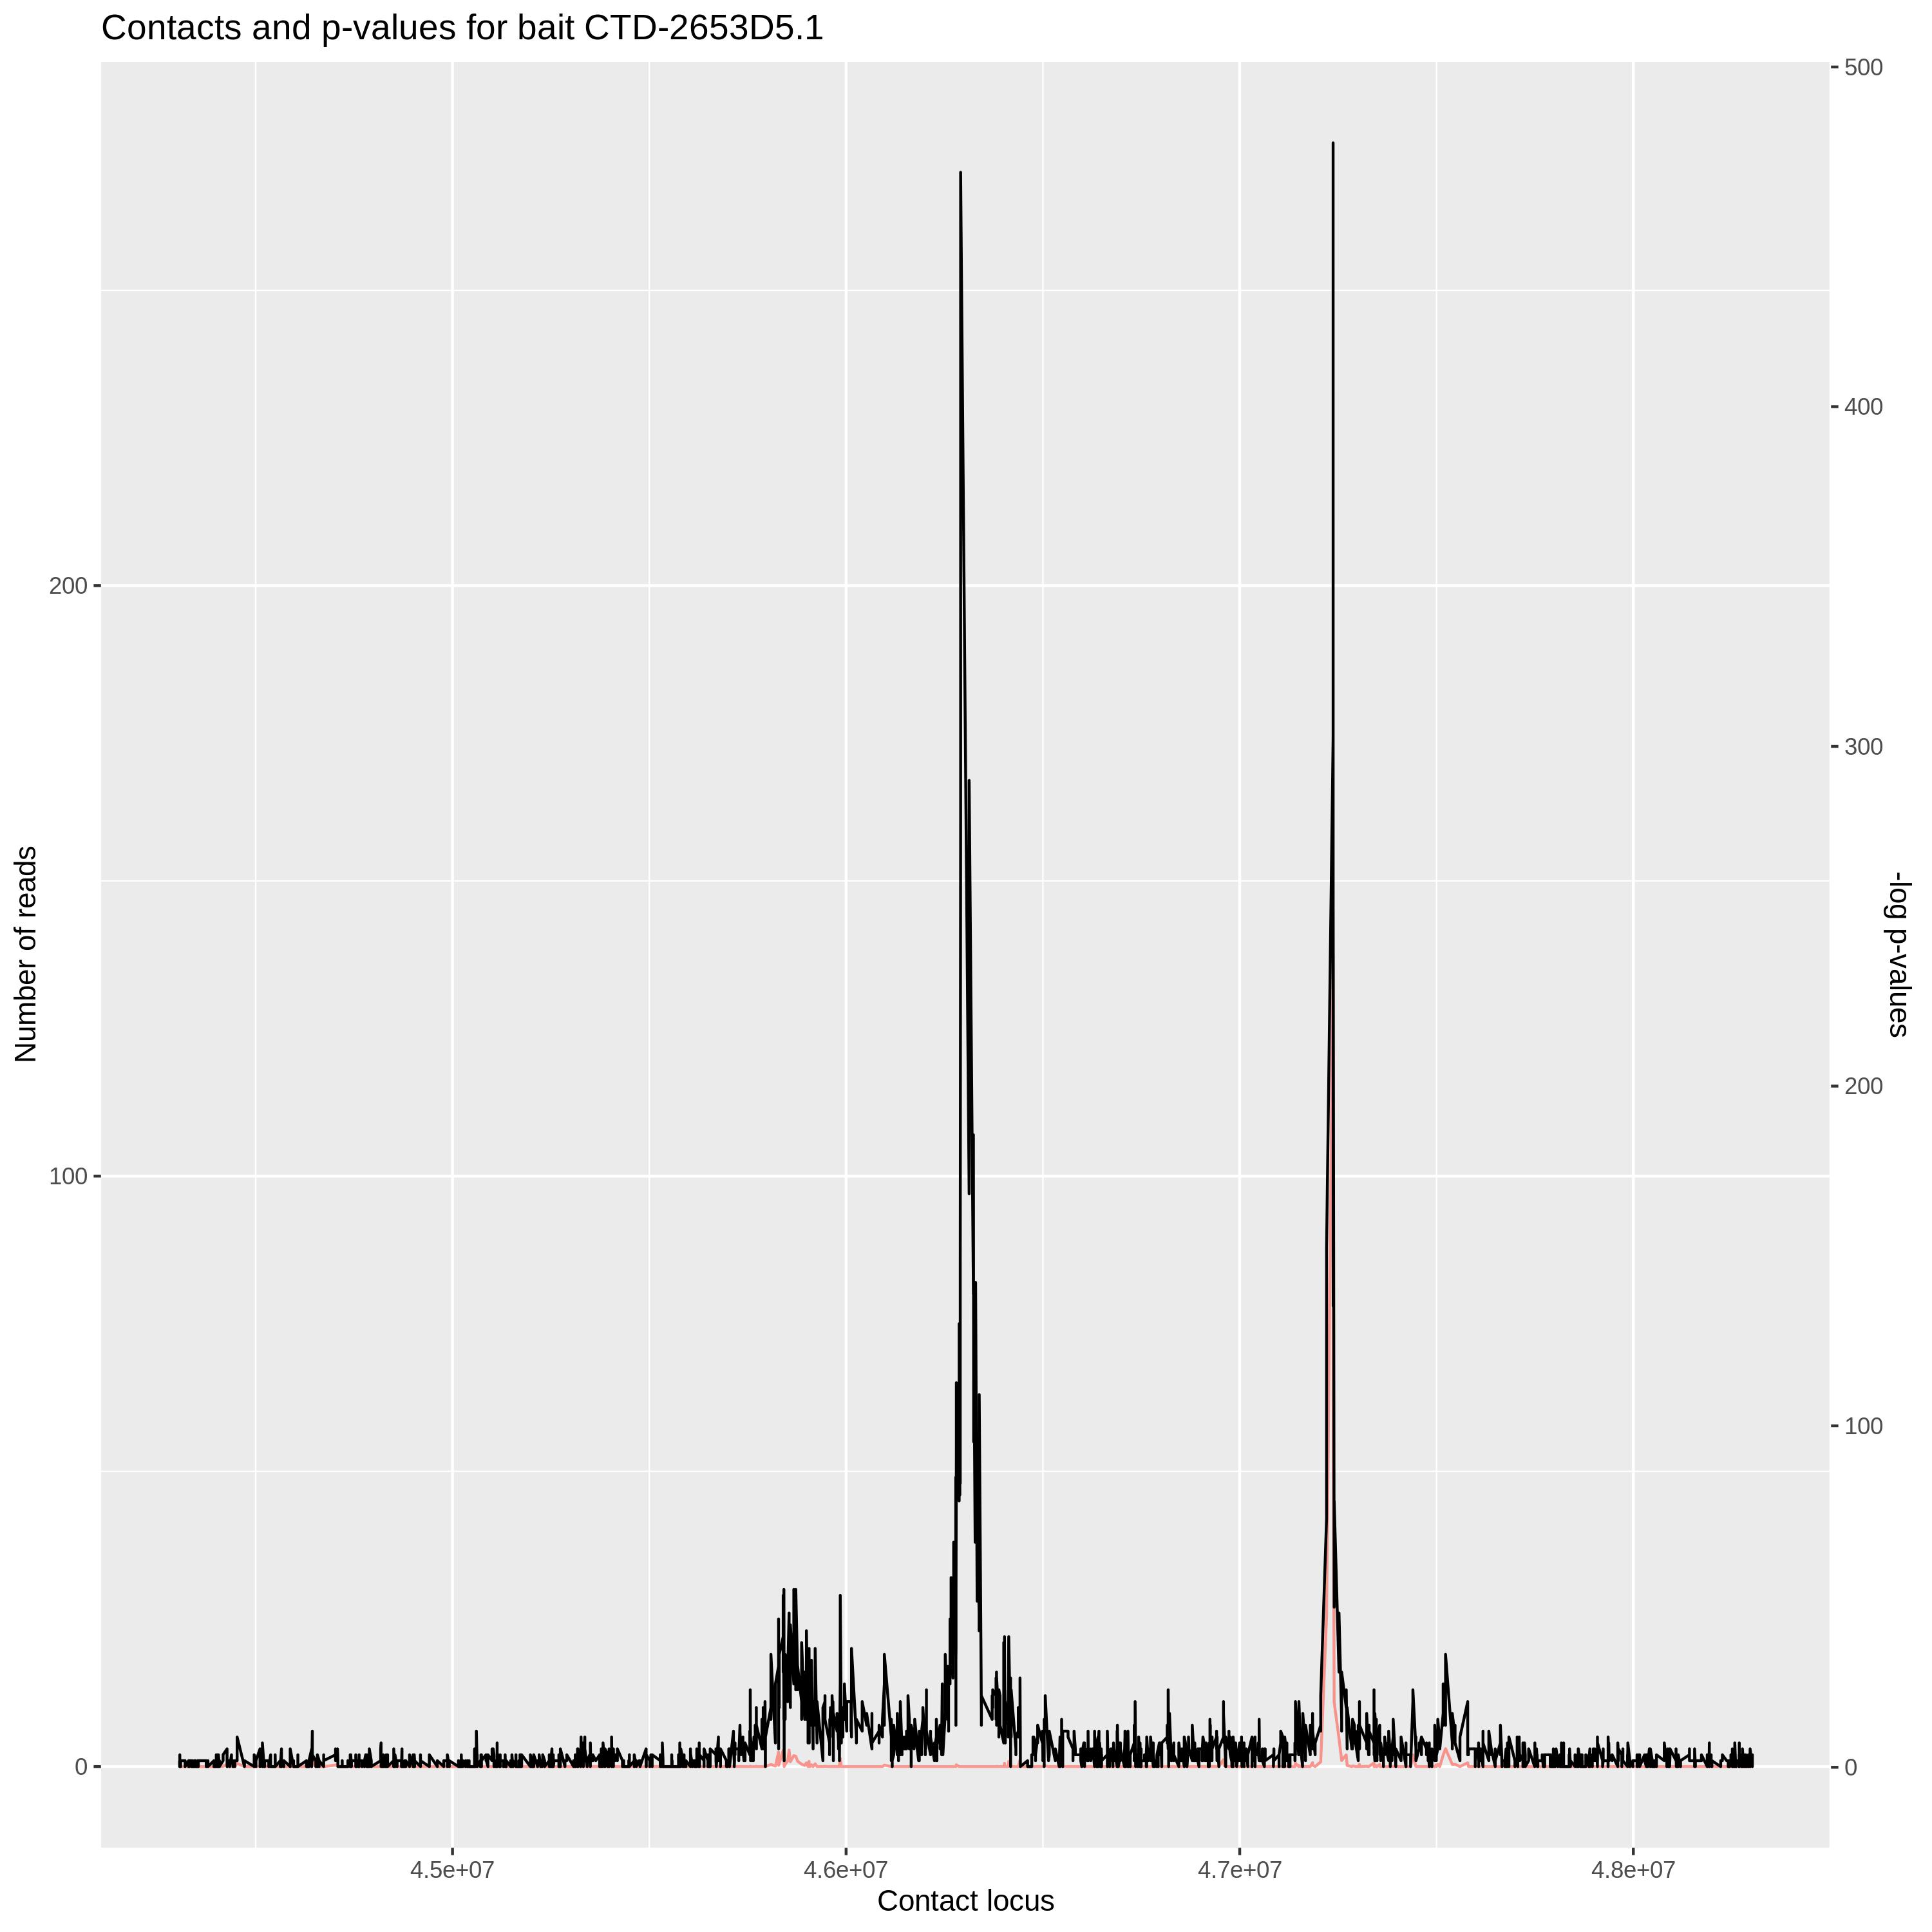 Contacts and p-values for bait CTD-2653D5.1
500
400
200
300
Number of reads
-log p-values
200
100
100
0
0
4.5e+07
4.6e+07
4.7e+07
4.8e+07
Contact locus